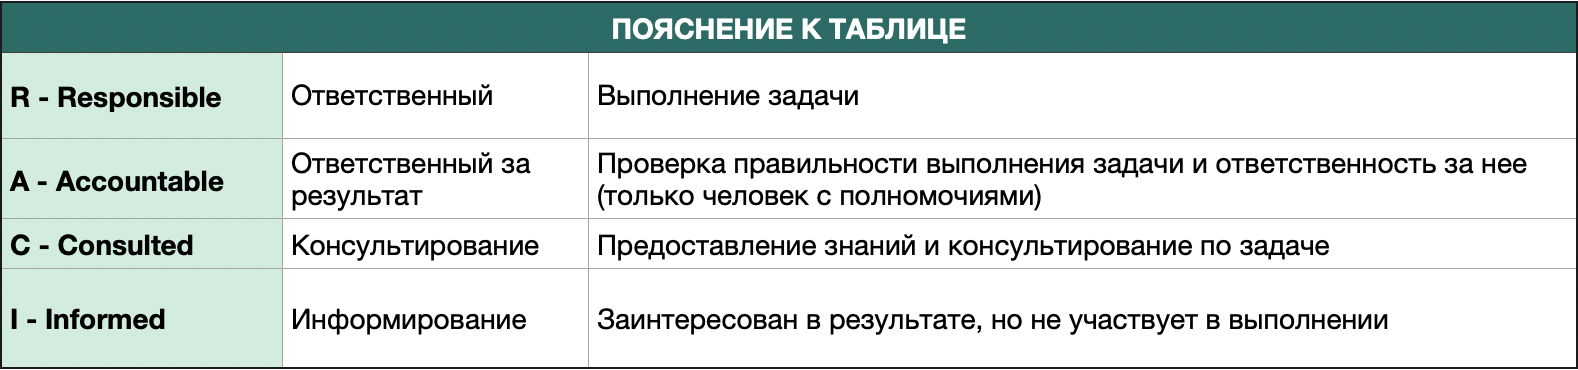 ПОЯСНЕНИЕ К ТАБЛИЦЕ
R - Responsible
Ответственный
Выполнение задачи
A - Accountable
Ответственный за
результат
Проверка правильности выполнения задачи и ответственность за нее
(только человек с полномочиями)
C - Consulted
Консультирование
Предоставление знаний и консультирование по задаче
I - Informed
Информирование
Заинтересован в результате, но не участвует в выполнении